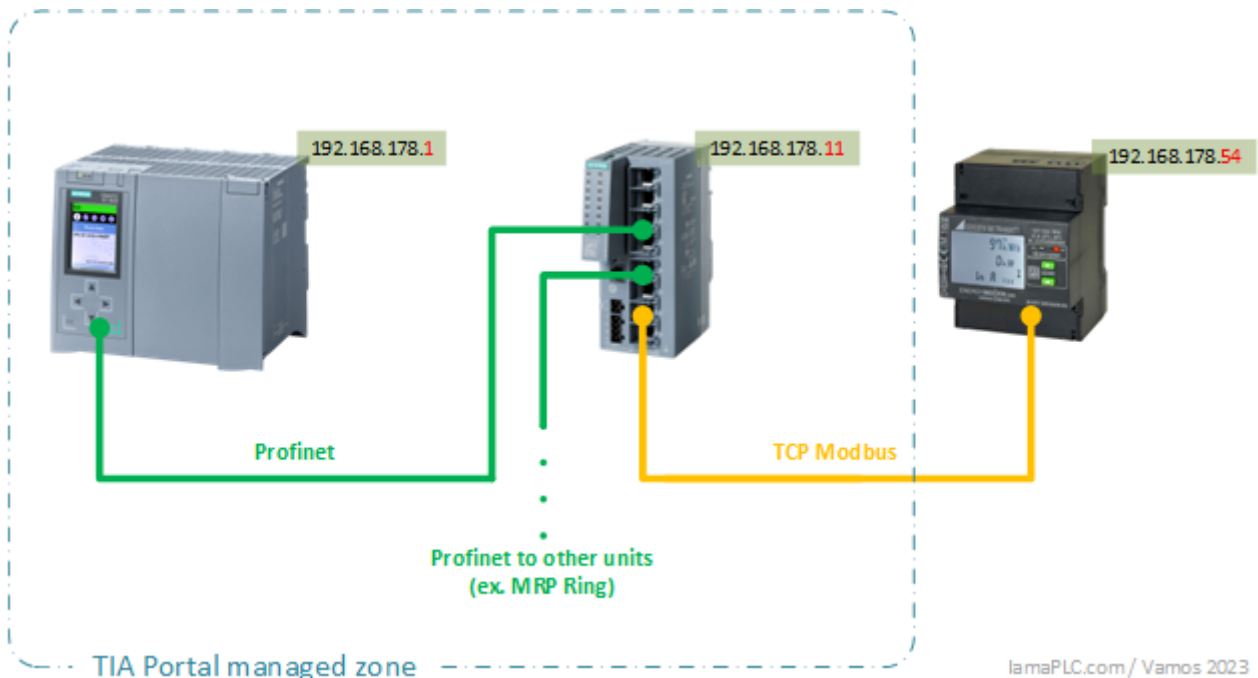 192.168.178.1
192.168.178.11
192.168.178.54
Profinet
TCP Modbus
Profinet to other units
(ex. MRP Ring)
TIA Portal managed zone
IamaPLC.com / Vamos 2023